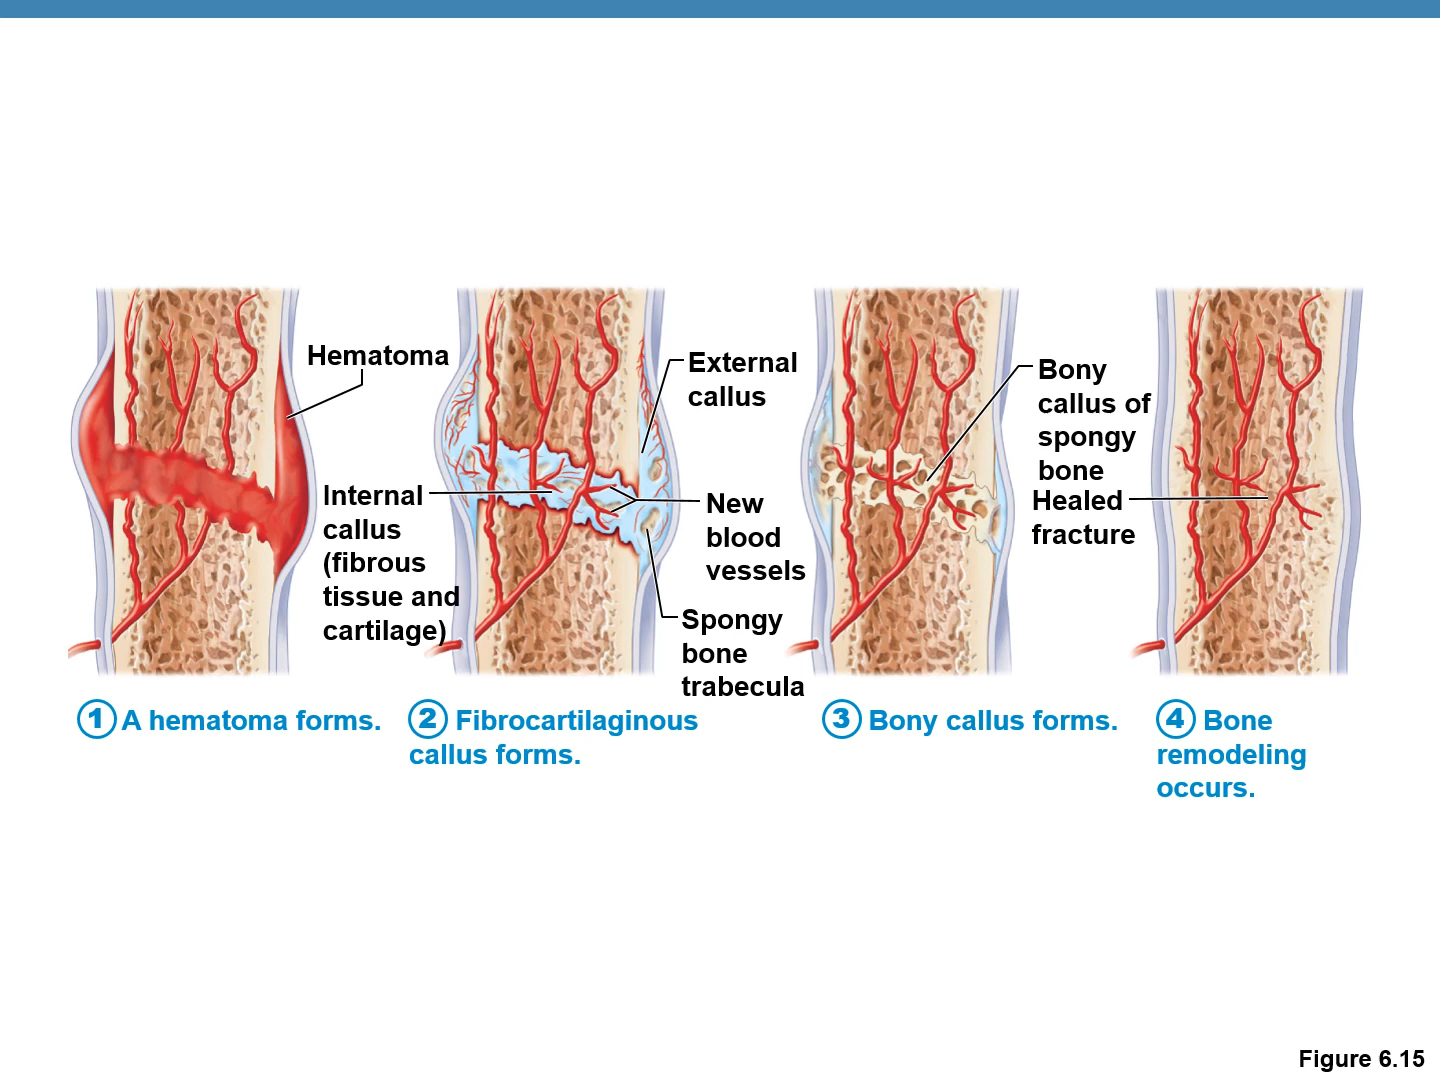 Hematoma
Internal
callus
(fibrous
tissue and
cartilage)
External
callus
New
blood
vessels
Spongy
bone
trabecula
Bony
callus of
spongy
bone
Healed
fracture
1 A hematoma forms.
2 Fibrocartilaginous
callus forms.
3 Bony callus forms.
4 Bone
remodeling
occurs.
Figure 6.15